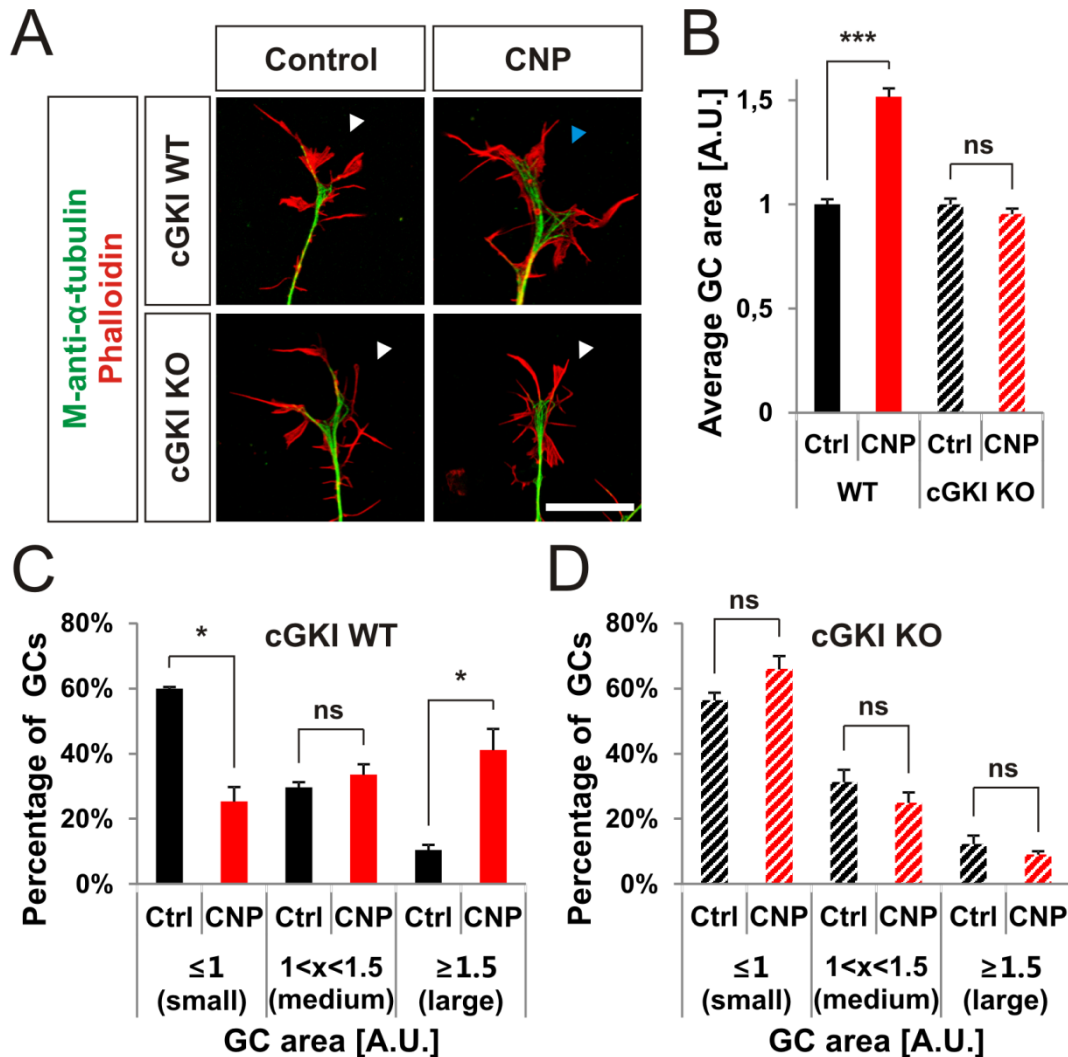 A
Control
CNP
M-anti-α-tubulin
Phalloidin
cGKI WT
cGKI KO
B
Average GC area [A.U.]
1,5
1
0,5
0
***
ns
Ctrl CNP Ctrl CNP
WT cGKI KO
C
Percentage of GCs
80%
60%
40%
20%
0%
cGKI WT
*
ns
*
Ctrl CNP Ctrl CNP Ctrl CNP
≤1 1<x<1.5 ≥1.5
(small) (medium) (large)
GC area [A.U.]
D
Percentage of GCs
80%
60%
40%
20%
0%
cGKI KO
ns
ns
ns
Ctrl CNP Ctrl CNP Ctrl CNP
≤1 1<x<1.5 ≥1.5
(small) (medium) (large)
GC area [A.U.]